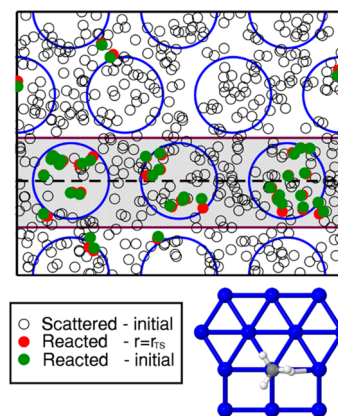 Scattered - initial
Reacted - r=rTS
Reacted - initial